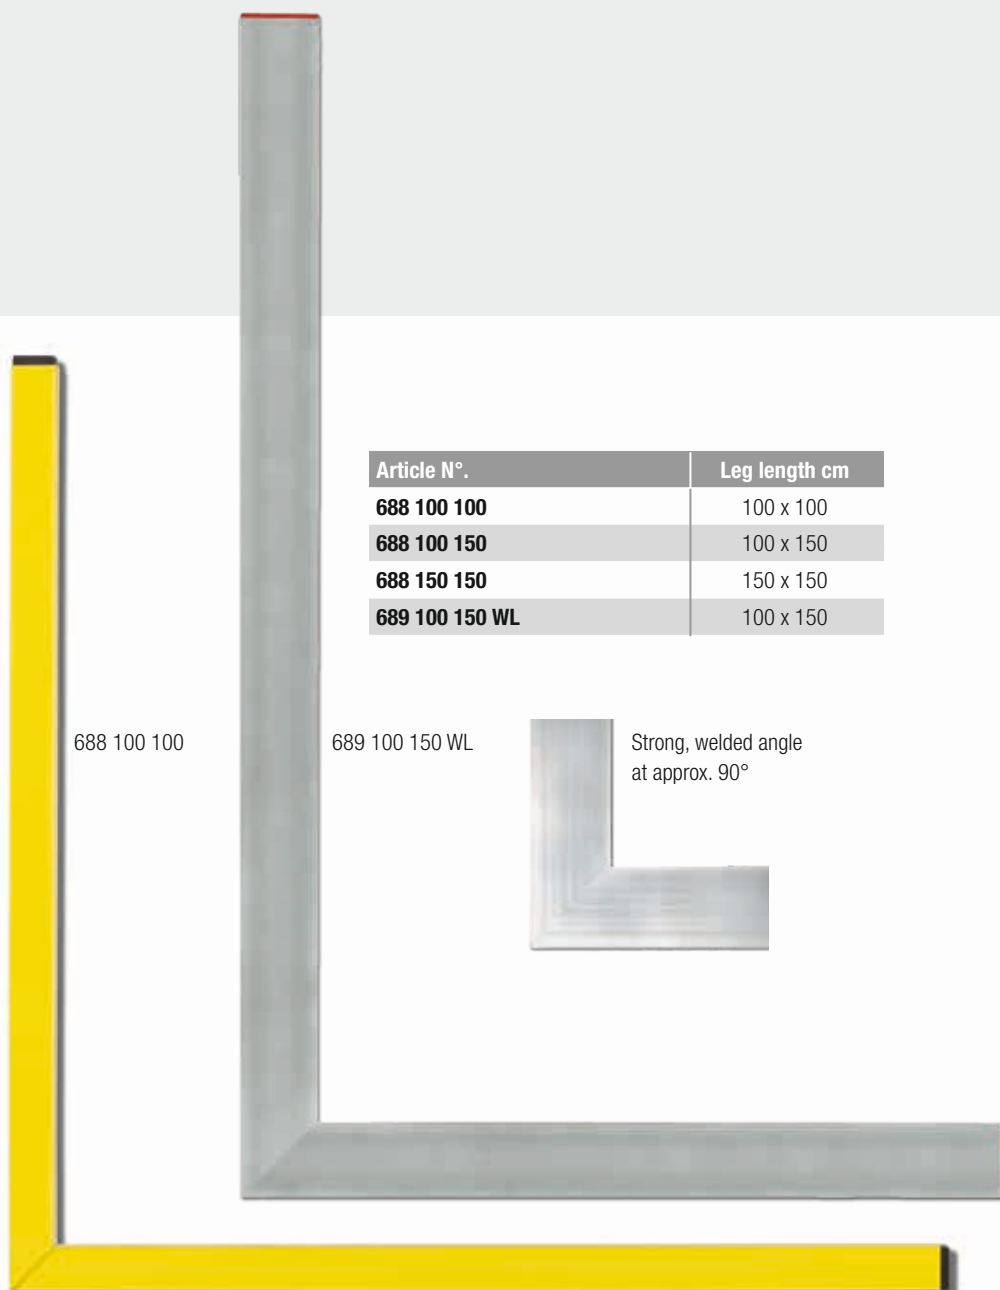 Article N°. Leg length cm
688 100 100 100 x 100
688 100 150 100 x 150
688 150 150 150 x 150
689 100 150 WL 100 x 150
688 100 100
689 100 150 WL
Strong, welded angle
at approx. 90°